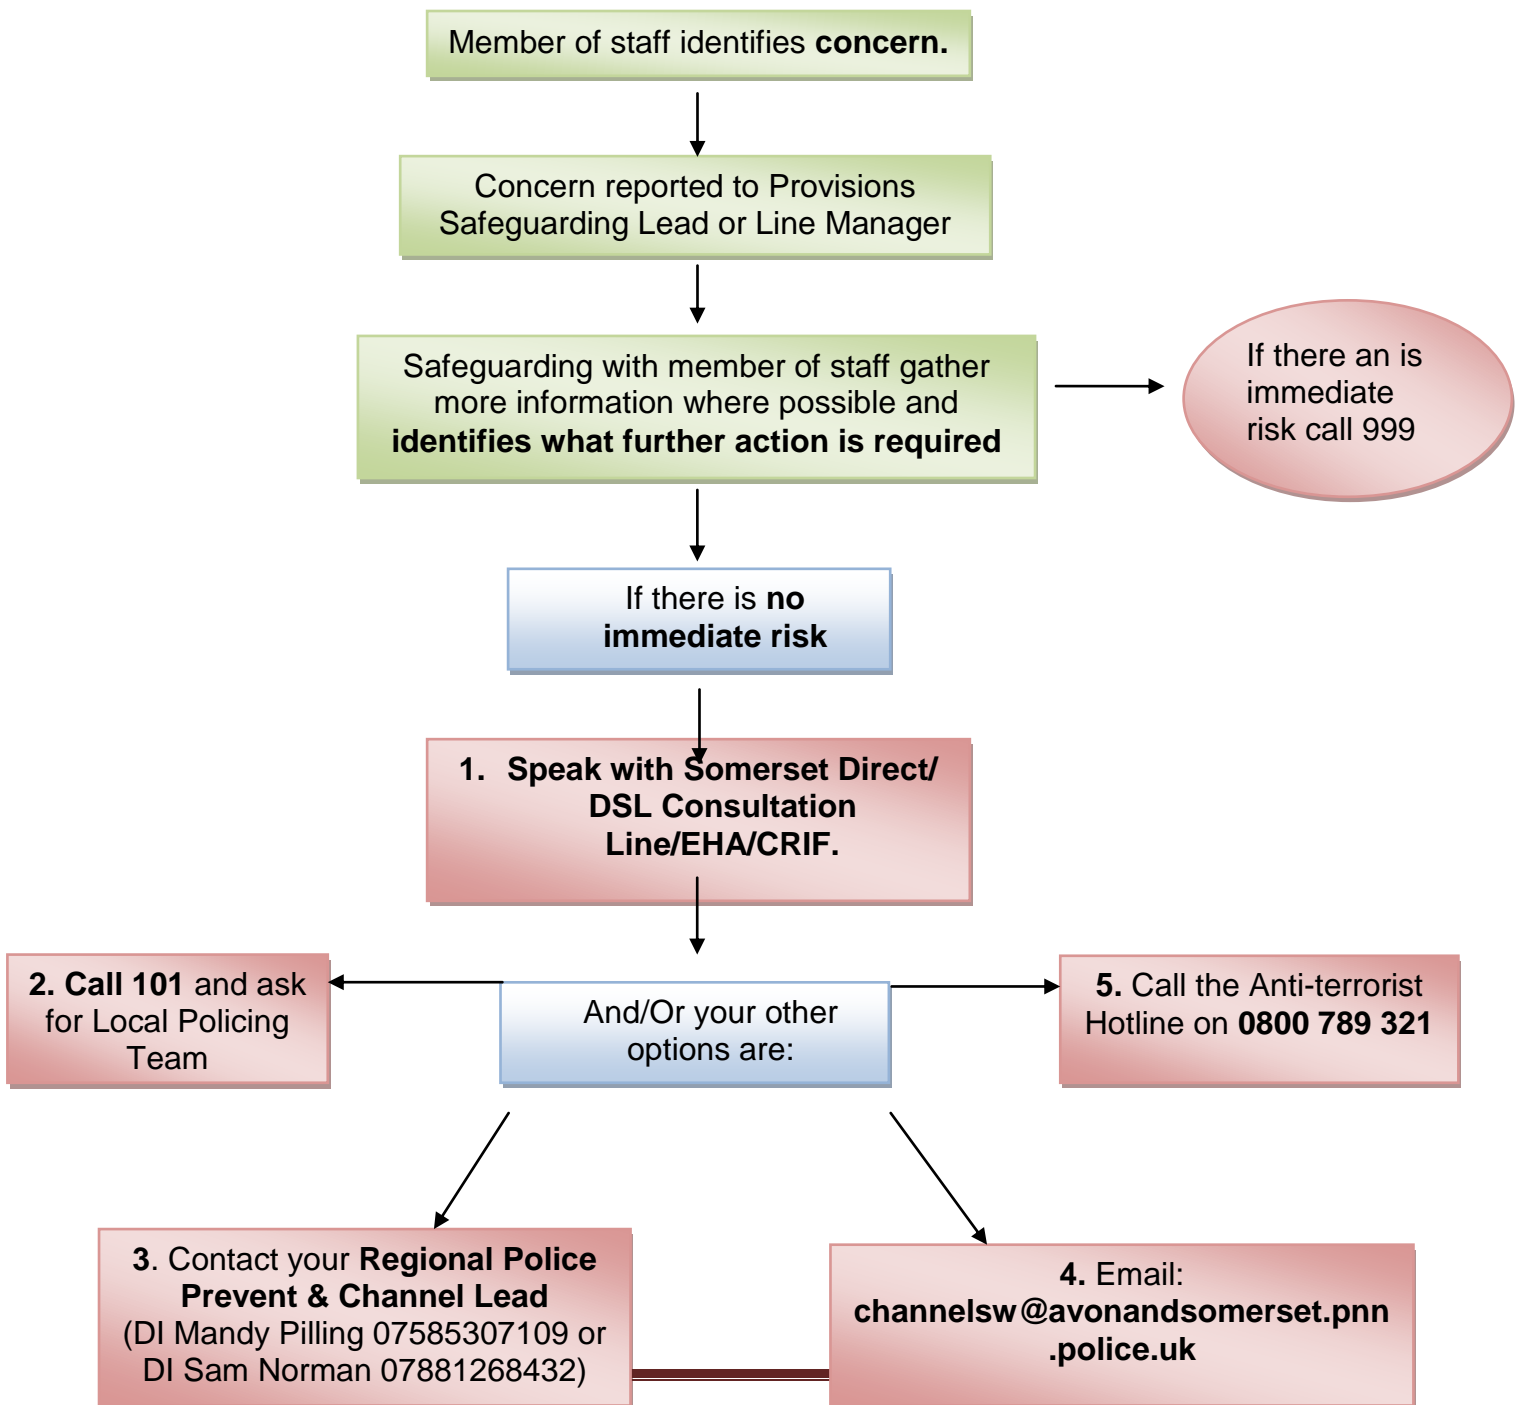 Member of staff identifies concern.
Concern reported to Provisions
Safeguarding Lead or Line Manager
Safeguarding with member of staff gather
more information where possible and
identifies what further action is required
If there an is
immediate
risk call 999
If there is no
immediate risk
1. Speak with Somerset Direct/
DSL Consultation
Line/EHA/CRIF.
2. Call 101 and ask
for Local Policing
Team
And/Or your other
options are:
5. Call the Anti-terrorist
Hotline on 0800 789 321
3. Contact your Regional Police
Prevent & Channel Lead
(DI Mandy Pilling 07585307109 or
DI Sam Norman 07881268432)
4. Email:
channelsw@avonandsomerset.pnn
.police.uk